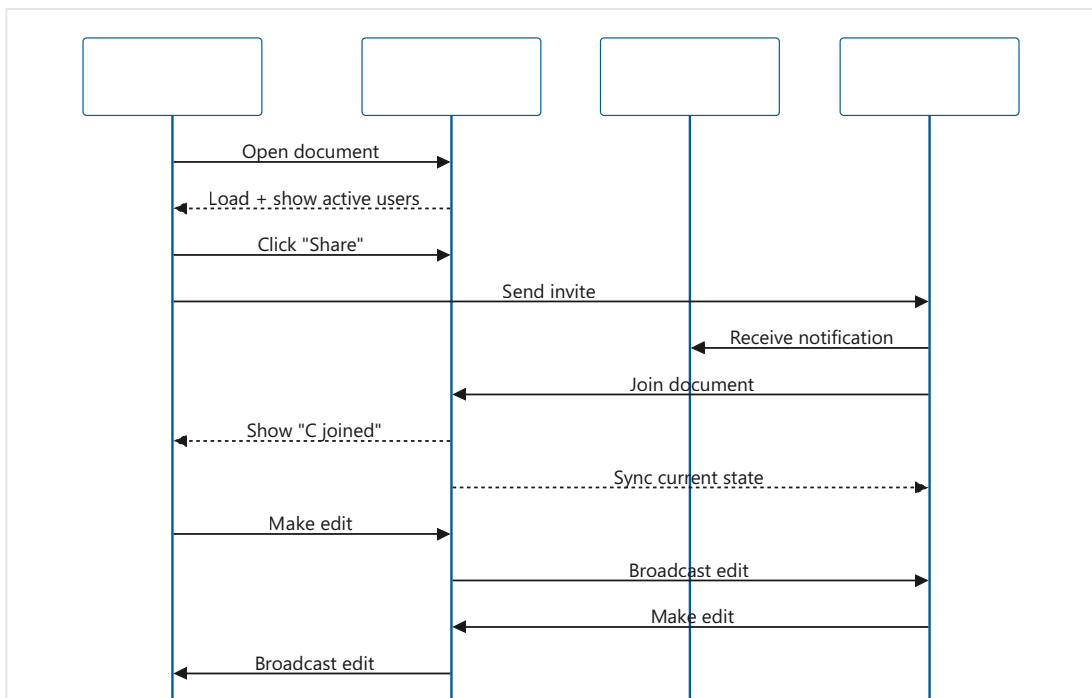 Open document
Load + show active users
Click "Share"
Send invite
Receive notification
Join document
Show "C joined"
Sync current state
Make edit
Broadcast edit
Make edit
Broadcast edit